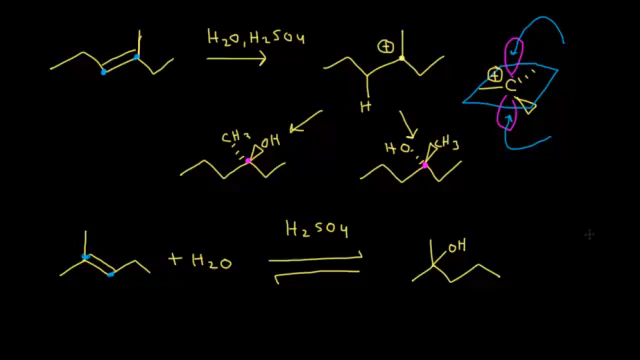 H2O, H2SO4
+
H
+
C
CH3 OH
HO CH3
H2SO4
+ H2O
OH